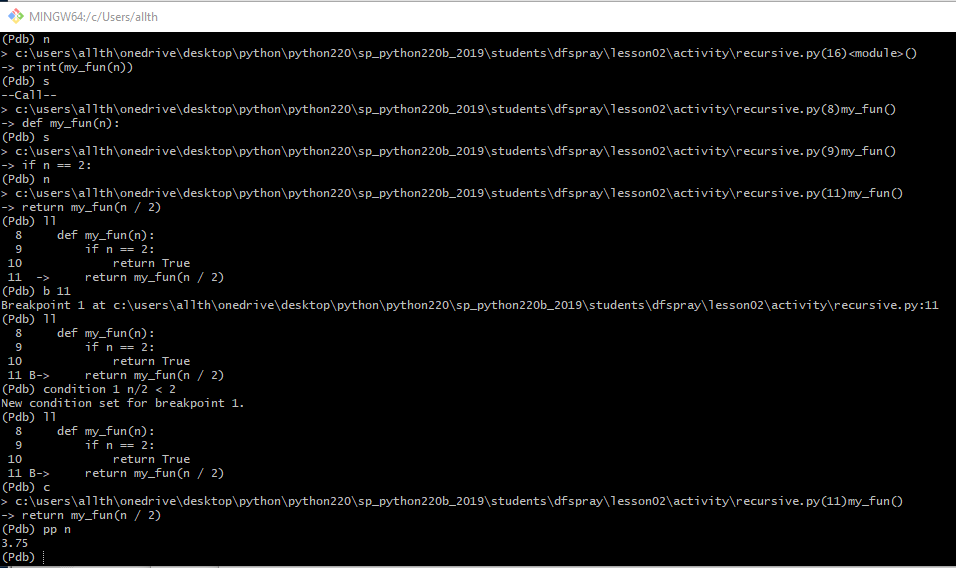 MINGW64:/c/Users/allth
(Pdb) n
> c:\users\allth\onedrive\desktop\python\python220\sp_python220b_2019\students\dfspray\lesson02\activity\recursive.py(16)<module>()
-> print(my_fun(n))
(Pdb) s
--Call--
> c:\users\allth\onedrive\desktop\python\python220\sp_python220b_2019\students\dfspray\lesson02\activity\recursive.py(8)my_fun()
-> def my_fun(n):
(Pdb) s
> c:\users\allth\onedrive\desktop\python\python220\sp_python220b_2019\students\dfspray\lesson02\activity\recursive.py(9)my_fun()
-> if n == 2:
(Pdb) n
> c:\users\allth\onedrive\desktop\python\python220\sp_python220b_2019\students\dfspray\lesson02\activity\recursive.py(11)my_fun()
-> return my_fun(n / 2)
(Pdb) ll
  8     def my_fun(n):
  9         if n == 2:
 10             return True
 11  ->     return my_fun(n / 2)
(Pdb) b 11
Breakpoint 1 at c:\users\allth\onedrive\desktop\python\python220\sp_python220b_2019\students\dfspray\lesson02\activity\recursive.py:11
(Pdb) ll
  8     def my_fun(n):
  9         if n == 2:
 10             return True
 11 B->     return my_fun(n / 2)
(Pdb) condition 1 n/2 < 2
New condition set for breakpoint 1.
(Pdb) ll
  8     def my_fun(n):
  9         if n == 2:
 10             return True
 11 B->     return my_fun(n / 2)
(Pdb) c
> c:\users\allth\onedrive\desktop\python\python220\sp_python220b_2019\students\dfspray\lesson02\activity\recursive.py(11)my_fun()
-> return my_fun(n / 2)
(Pdb) pp n
3.75
(Pdb)